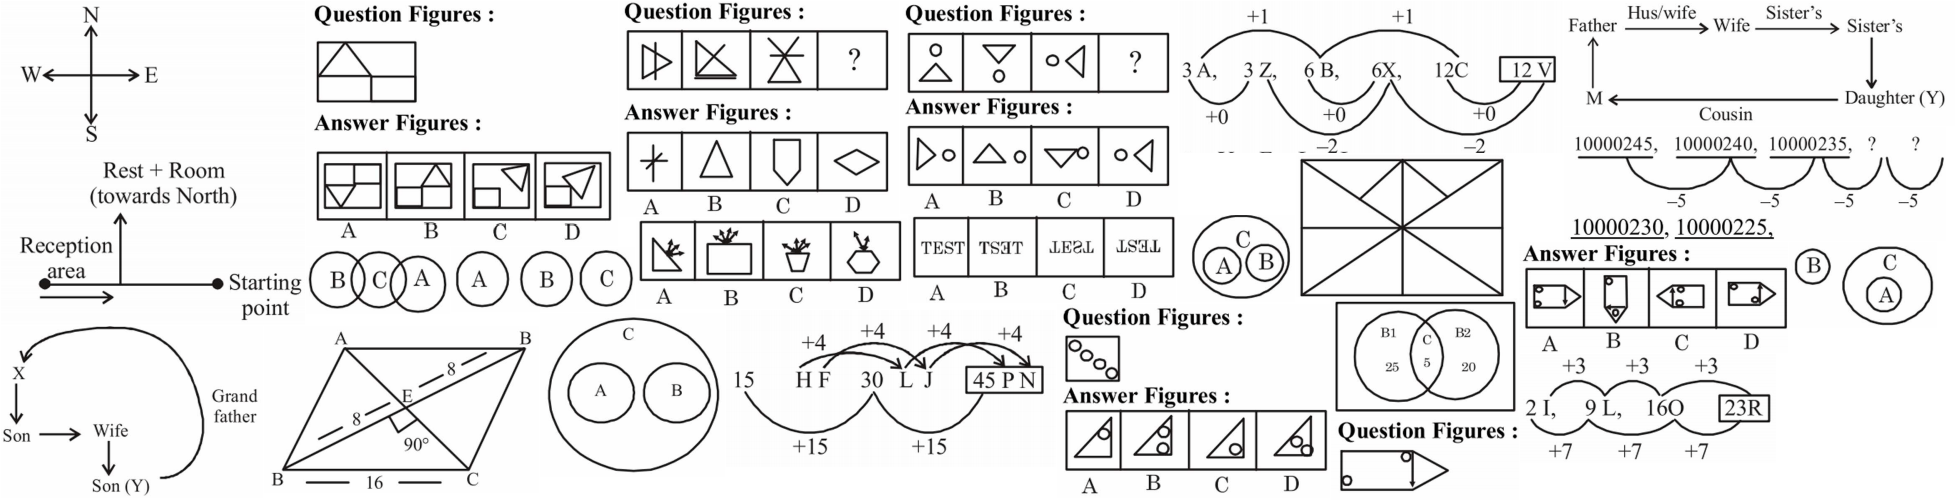 N
W E
S
Rest + Room
(towards North)
Reception
area
Starting
point
X
Son
Wife
Son (Y)
Grand
father
Question Figures :
Answer Figures :
A B C D
B C A A B C
A
B
8
E
8
90°
B
16
C
Question Figures :
?
Answer Figures :
A B C D
A B C D
C
A B
Question Figures :
?
Answer Figures :
A B C D
TEST
A B C D
+4 +4 +4 +4
15 H F 30 L J 45 P N
+15 +15
Question Figures :
Answer Figures :
A B C D
+1 +1
3 A, 3 Z, 6 B, 6X, 12C 12 V
+0 +0 +0
–2 –2
C
A B
B1 C B2
25 5 20
Question Figures :
Father Hus/wife Wife Sister's Sister's
M Cousin Daughter (Y)
10000245, 10000240, 10000235, ? ?
–5 –5 –5 –5
10000230, 10000225,
Answer Figures :
A B C D
B
C
A
+3 +3 +3
2 I, 9 L, 16O 23R
+7 +7 +7